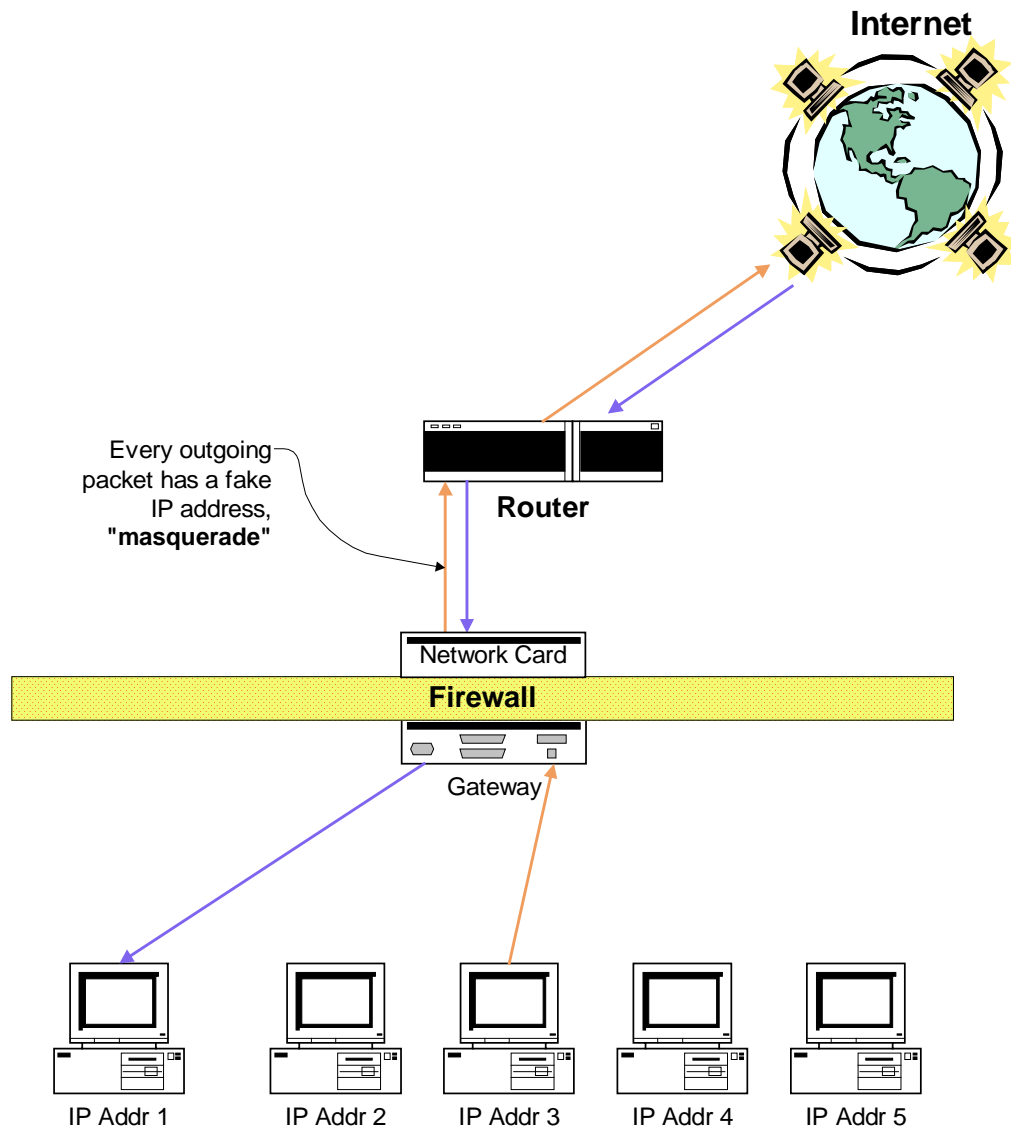 Internet
Every outgoing
packet has a fake
IP address,
"masquerade"
Router
Network Card
Firewall
Gateway
IP Addr 1
IP Addr 2
IP Addr 3
IP Addr 4
IP Addr 5